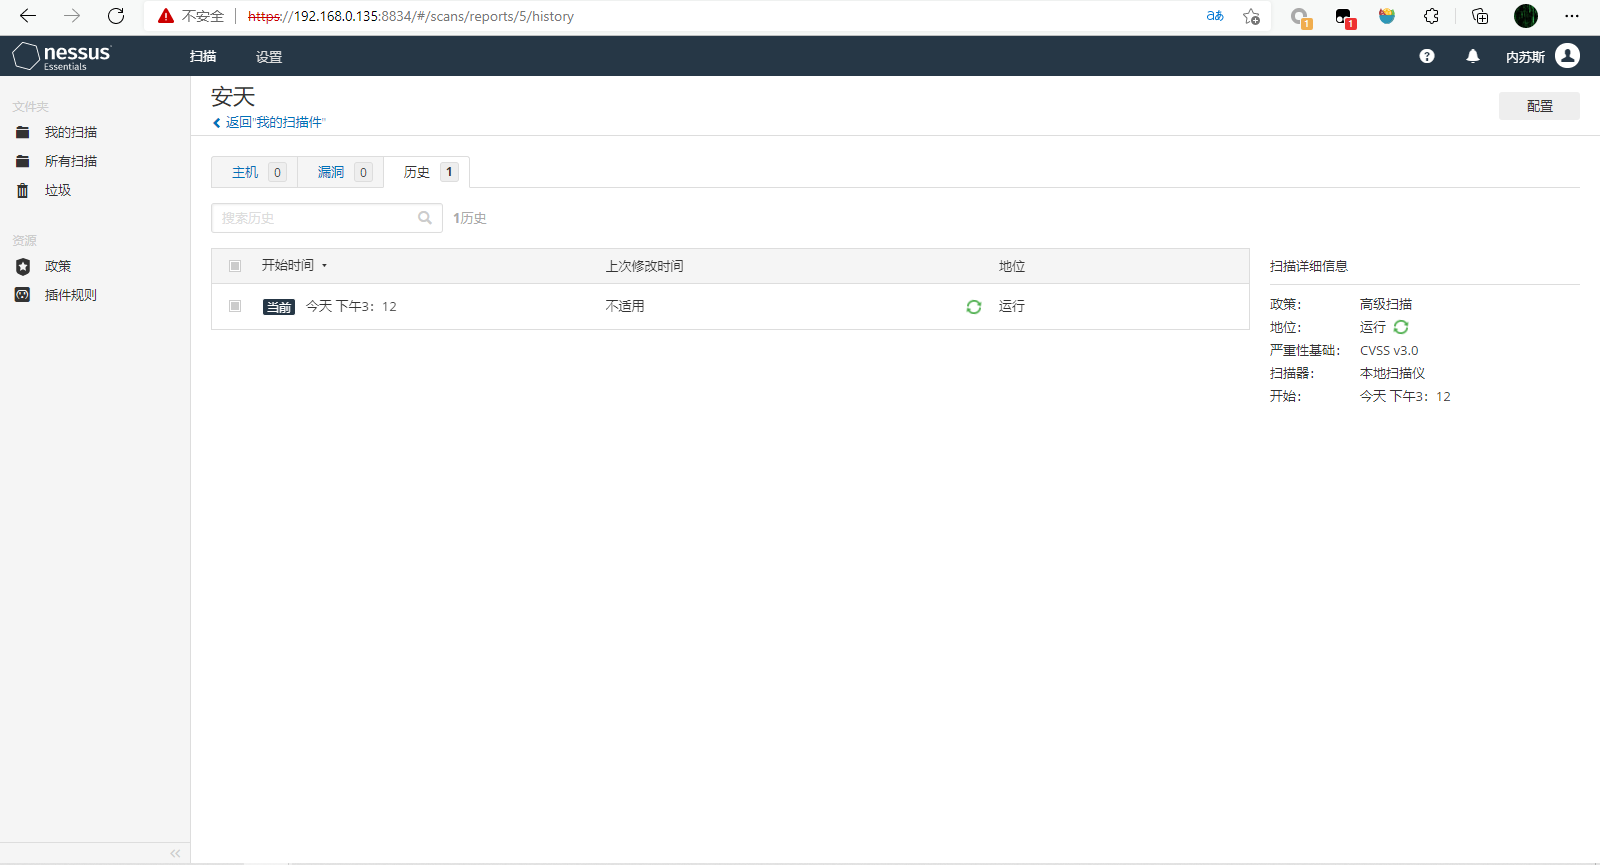 不安全 https://192.168.0.135:8834/#/scans/reports/5/history aあ 1 1
nessus Essentials 扫描 设置 内苏斯
文件夹
我的扫描
所有扫描
垃圾
资源
政策
插件规则
安天
返回"我的扫描件"
配置
主机 0 漏洞 0 历史 1
搜索历史 1历史
开始时间 上次修改时间 地位
当前 今天 下午3：12 不适用 运行
扫描详细信息
政策： 高级扫描
地位： 运行
严重性基础： CVSS v3.0
扫描器： 本地扫描仪
开始： 今天 下午3：12